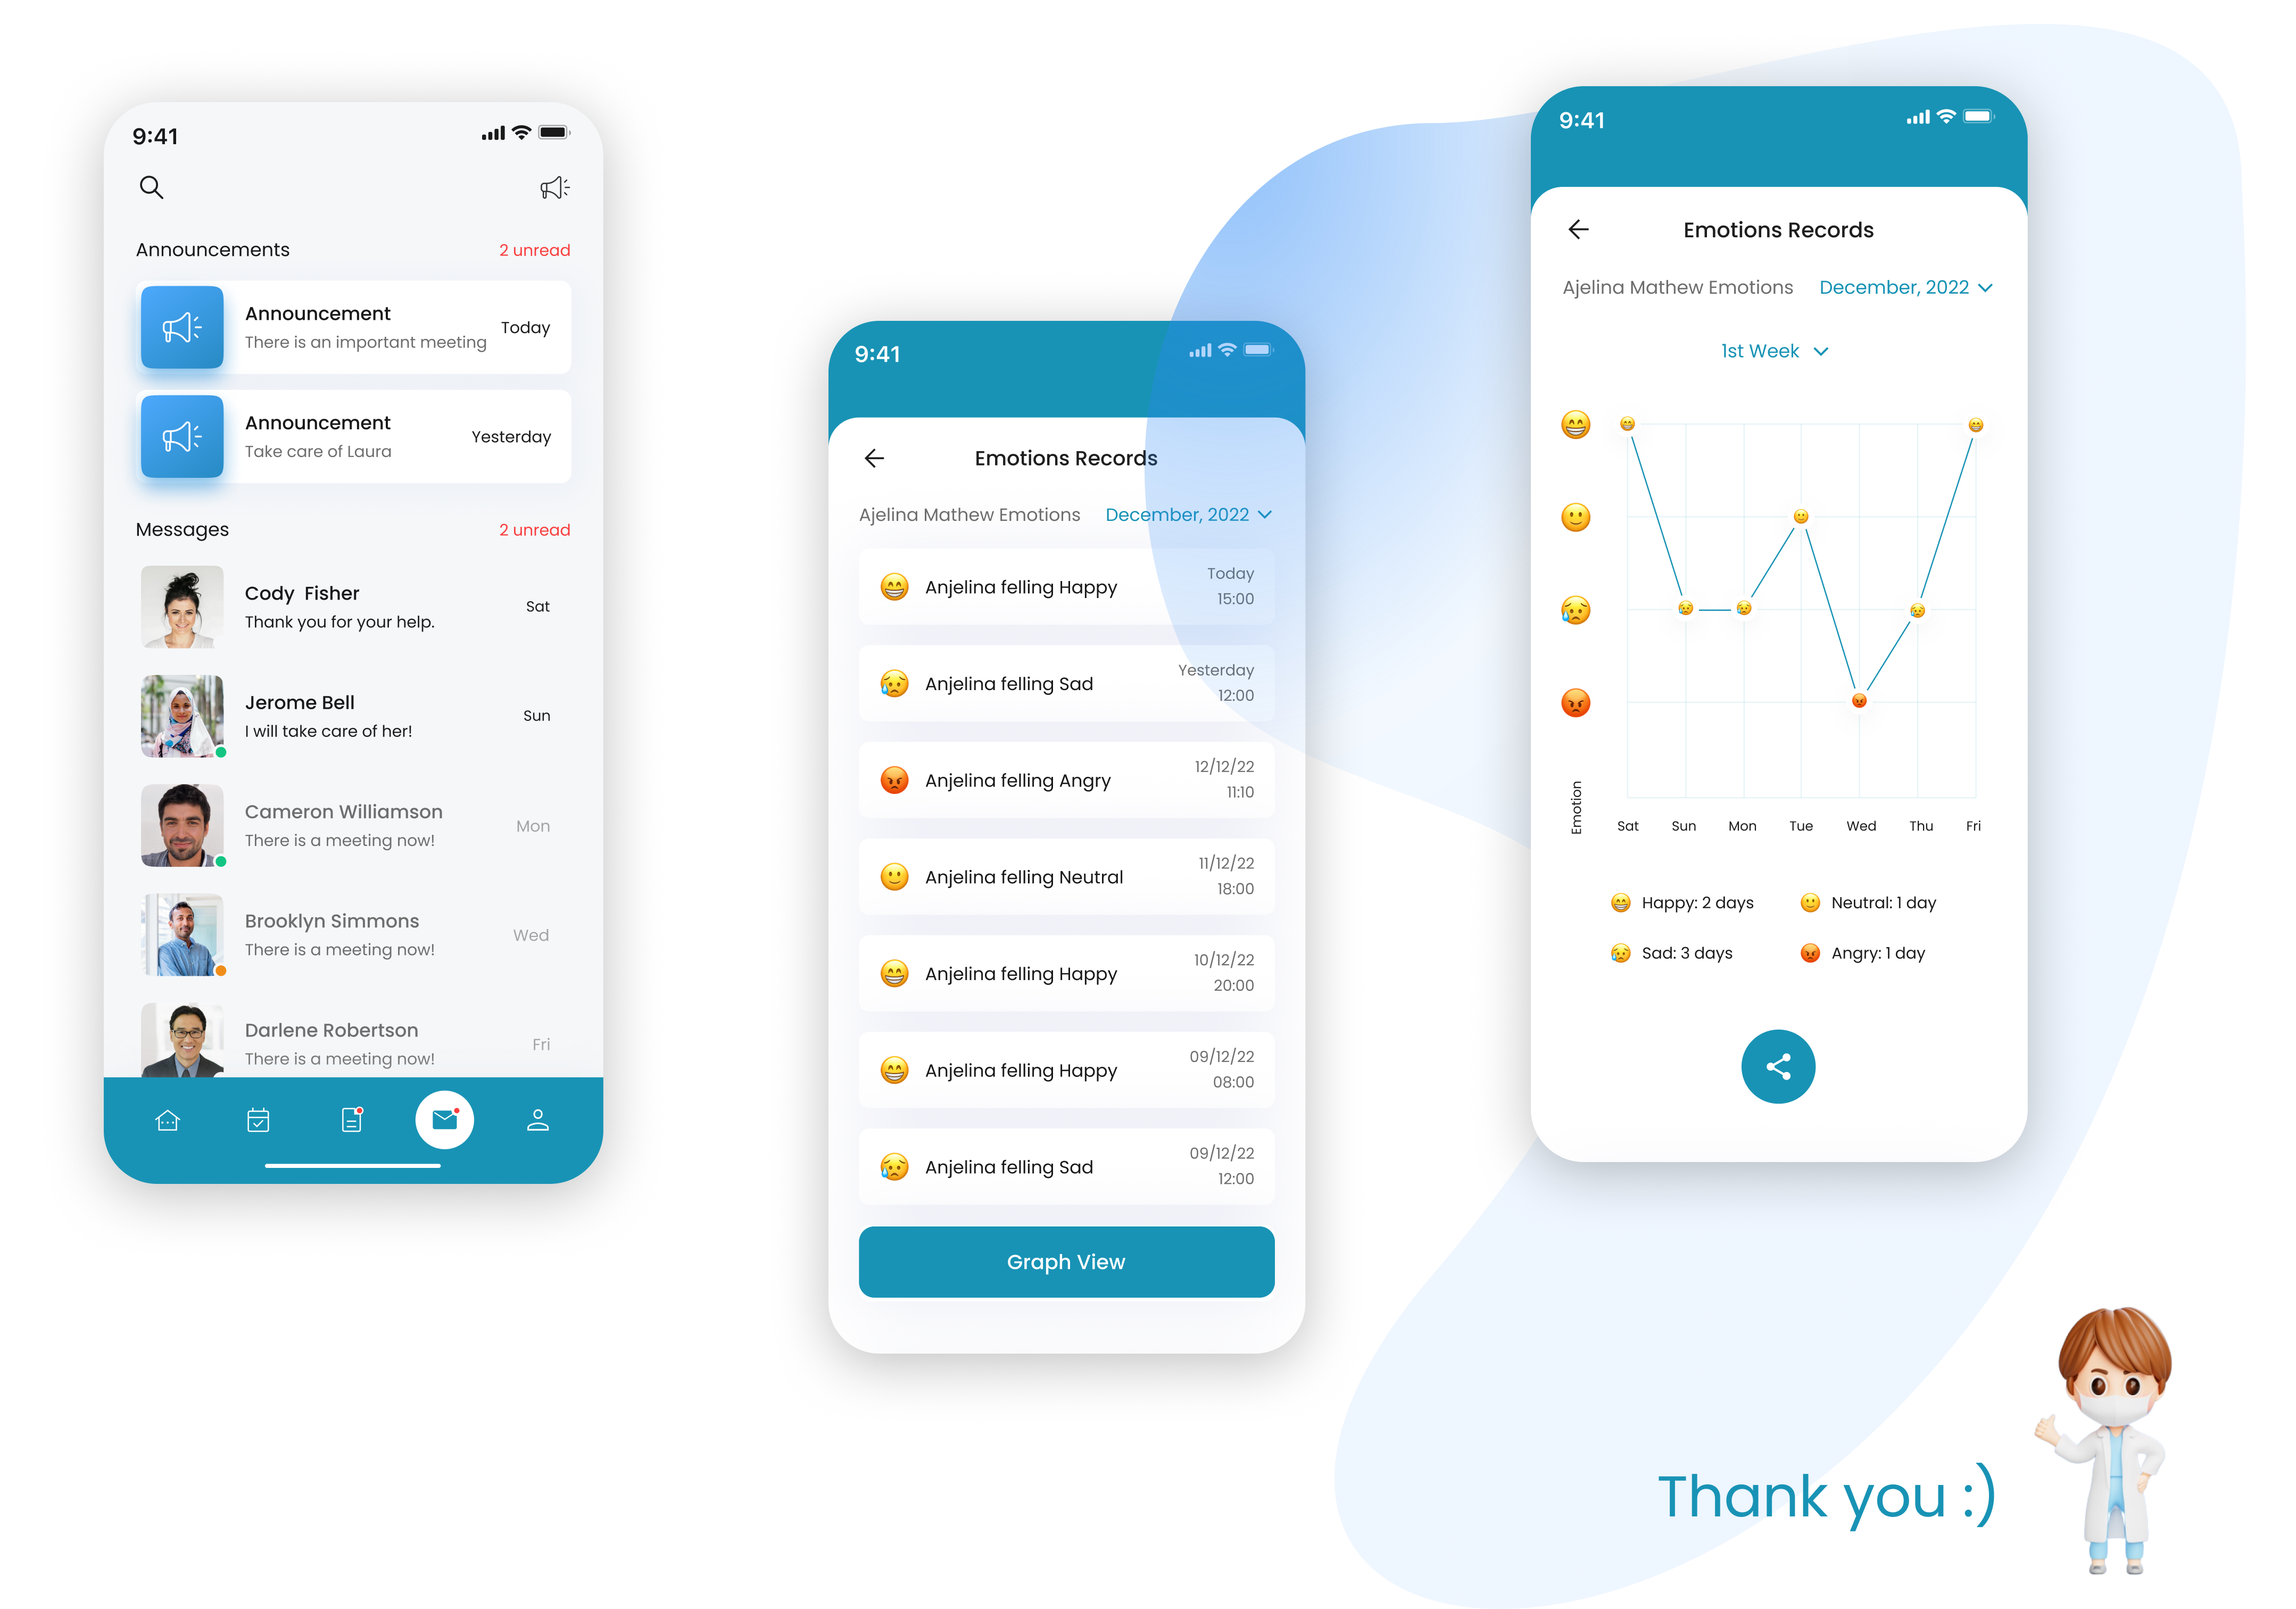 9:41
Announcements 2 unread
Announcement
There is an important meeting Today
Announcement
Take care of Laura Yesterday
Messages 2 unread
Cody Fisher
Thank you for your help. Sat
Jerome Bell
I will take care of her! Sun
Cameron Williamson
There is a meeting now! Mon
Brooklyn Simmons
There is a meeting now! Wed
Darlene Robertson
There is a meeting now! Fri
9:41
Emotions Records
Ajelina Mathew Emotions December, 2022
Anjelina felling Happy Today
15:00
Anjelina felling Sad Yesterday
12:00
Anjelina felling Angry 12/12/22
11:10
Anjelina felling Neutral 11/12/22
18:00
Anjelina felling Happy 10/12/22
20:00
Anjelina felling Happy 09/12/22
08:00
Anjelina felling Sad 09/12/22
12:00
Graph View
9:41
Emotions Records
Ajelina Mathew Emotions December, 2022
1st Week
Emotion
Sat Sun Mon Tue Wed Thu Fri
Happy: 2 days Neutral: 1 day
Sad: 3 days Angry: 1 day
Thank you :)